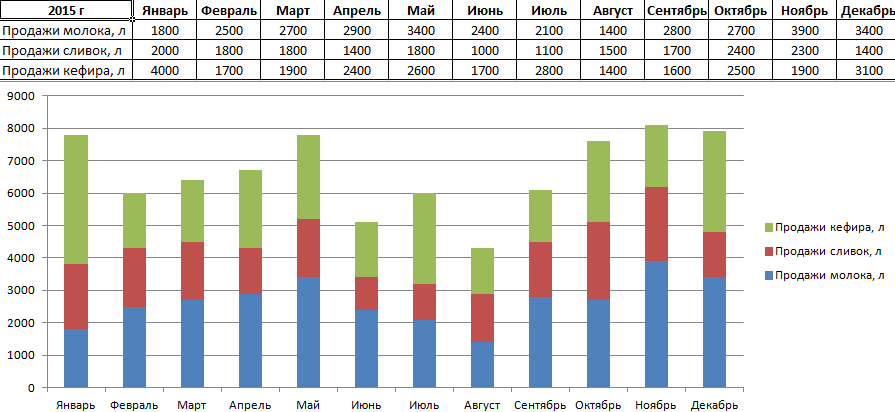 2015 г Январь Февраль Март Апрель Май Июнь Июль Август Сентябрь Октябрь Ноябрь Декабрь
Продажи молока, л 1800 2500 2700 2900 3400 2400 2100 1400 2800 2700 3900 3400
Продажи сливок, л 2000 1800 1800 1400 1800 1000 1100 1500 1700 2400 2300 1400
Продажи кефира, л 4000 1700 1900 2400 2600 1700 2800 1400 1600 2500 1900 3100
9000
8000
7000
6000
5000
4000
3000
2000
1000
0
Январь Февраль Март Апрель Май Июнь Июль Август Сентябрь Октябрь Ноябрь Декабрь
Продажи кефира, л
Продажи сливок, л
Продажи молока, л